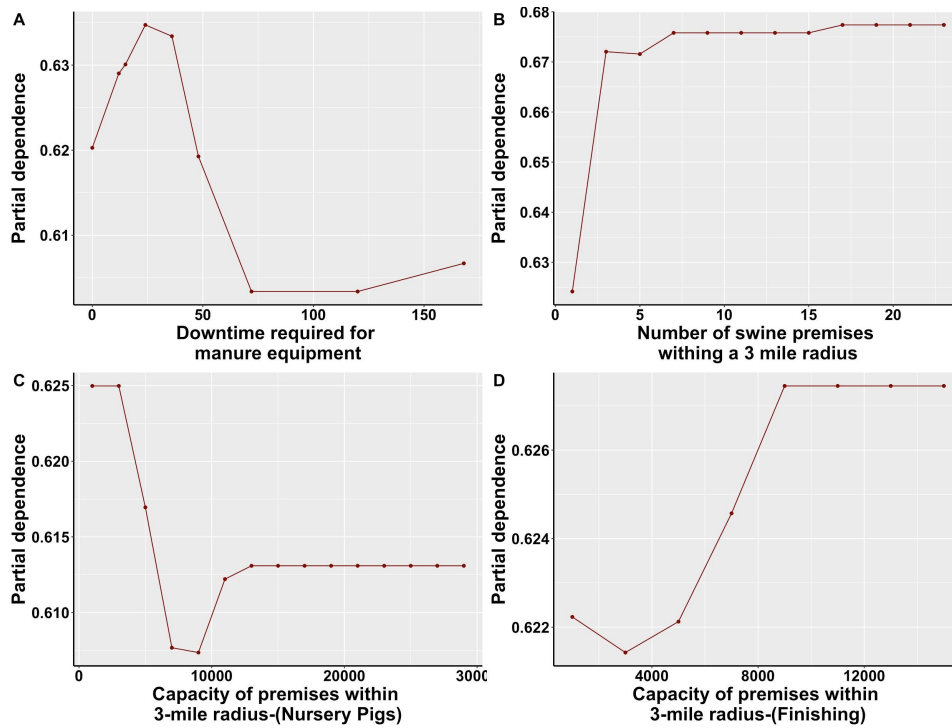 A
Partial dependence
0.63
0.62
0.61
0
50
100
150
Downtime required for
manure equipment
B
Partial dependence
0.68
0.67
0.66
0.65
0.64
0.63
5
10
15
20
Number of swine premises
withing a 3 mile radius
C
Partial dependence
0.625
0.620
0.615
0.610
0
10000
20000
3000
Capacity of premises within
3-mile radius-(Nursery Pigs)
D
Partial dependence
0.626
0.624
0.622
4000
8000
12000
Capacity of premises within
3-mile radius-(Finishing)